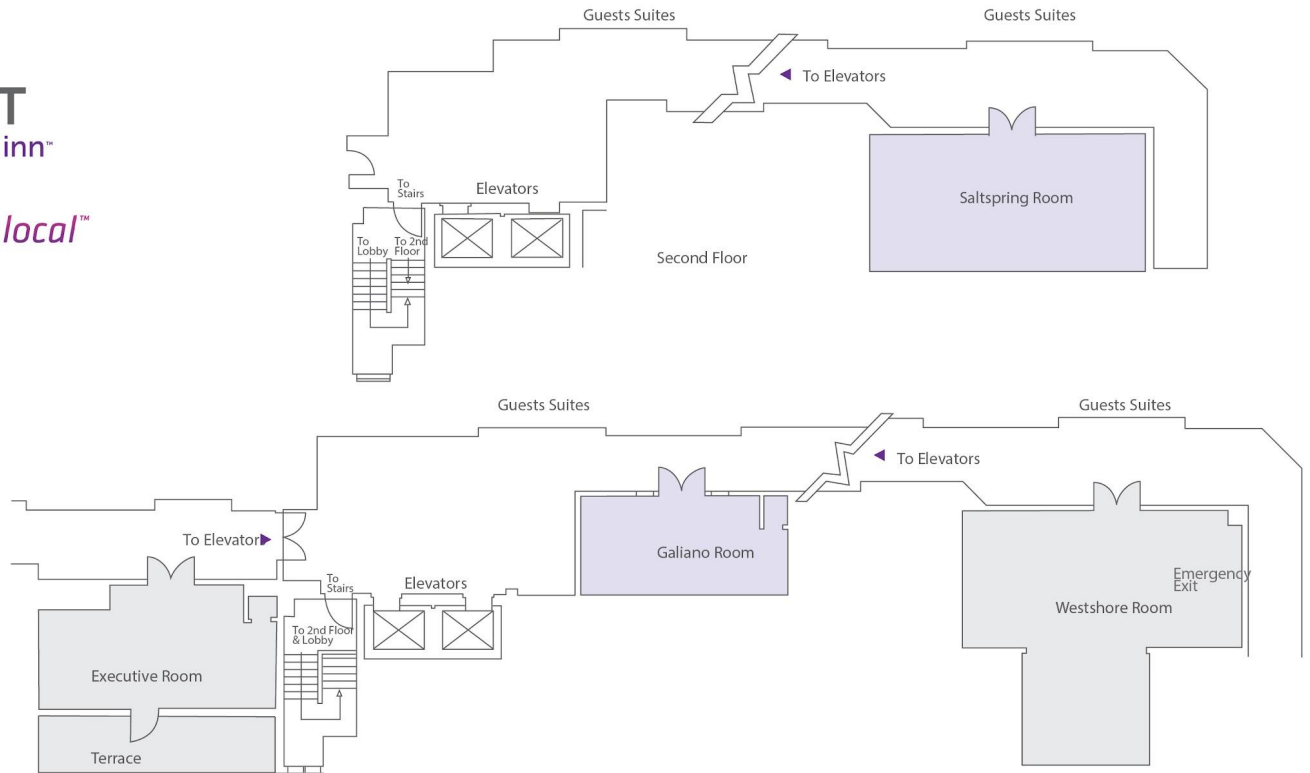 Guests Suites
Guests Suites
To Elevators
T
inn™
local™
To
Stairs
Elevators
Saltspring Room
To
Lobby
To 2nd
Floor
Second Floor
Guests Suites
Guests Suites
To Elevators
To Elevators
Galiano Room
To
Stairs
Elevators
Emergency
Exit
Westshore Room
To 2nd Floor
& Lobby
Executive Room
Terrace